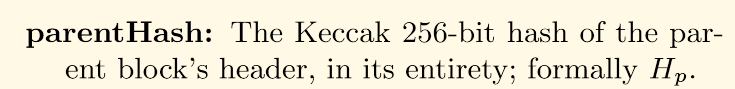 parentHash: The Keccak 256-bit hash of the par-
ent block's header, in its entirety; formally Hₚ.